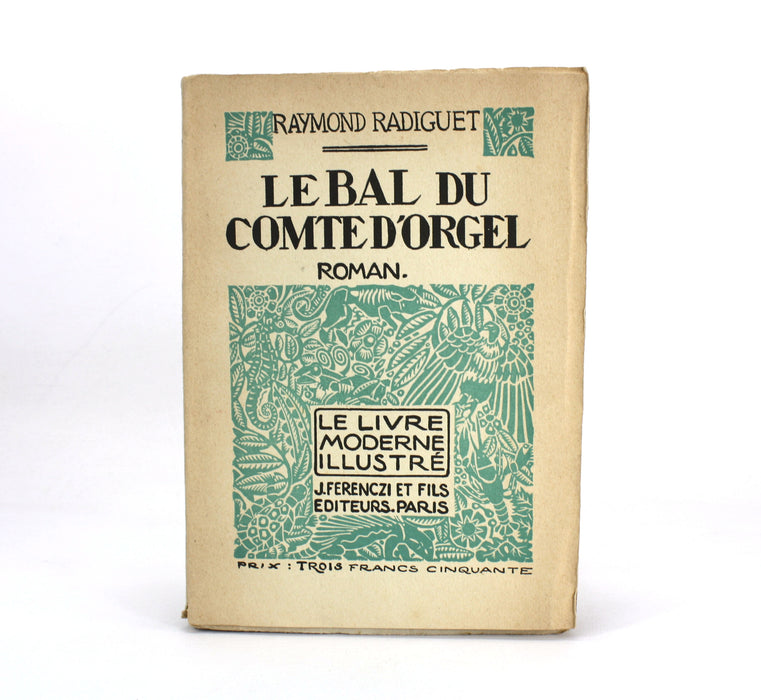 RAYMOND RADIGUET
LE BAL DU
COMTE D'ORGEL
ROMAN.
LE LIVRE
MODERNE
ILLUSTRÉ
J. FERENCZI ET FILS
EDITEURS. PARIS
PRIX : TROIS FRANCS CINQUANTE